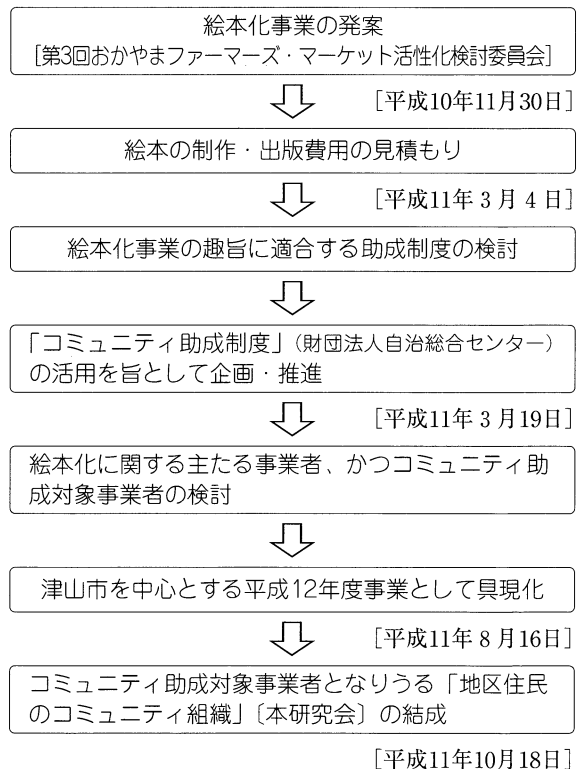 絵本化事業の発案
[第3回おかやまファーマーズ・マーケット活性化検討委員会]
[平成10年11月30日]
絵本の制作・出版費用の見積もり
[平成11年3月4日]
絵本化事業の趣旨に適合する助成制度の検討
「コミュニティ助成制度」(財団法人自治総合センター)
の活用を旨として企画・推進
[平成11年3月19日]
絵本化に関する主たる事業者、かつコミュニティ助
成対象事業者の検討
津山市を中心とする平成12年度事業として具現化
[平成11年8月16日]
コミュニティ助成対象事業者となりうる「地区住民
のコミュニティ組織」〔本研究会〕の結成
[平成11年10月18日]